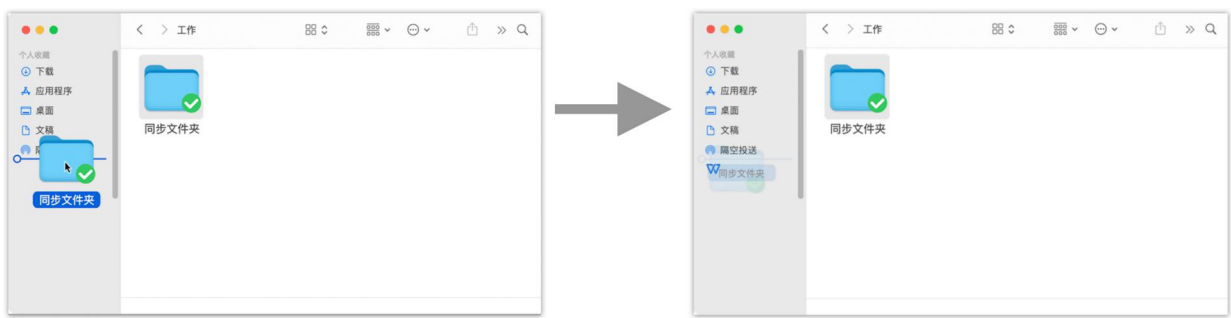 工作
个人收藏
下载
应用程序
桌面
文稿
同步文件夹
同步文件夹
工作
个人收藏
下载
应用程序
桌面
文稿
隔空投送
同步文件夹
同步文件夹